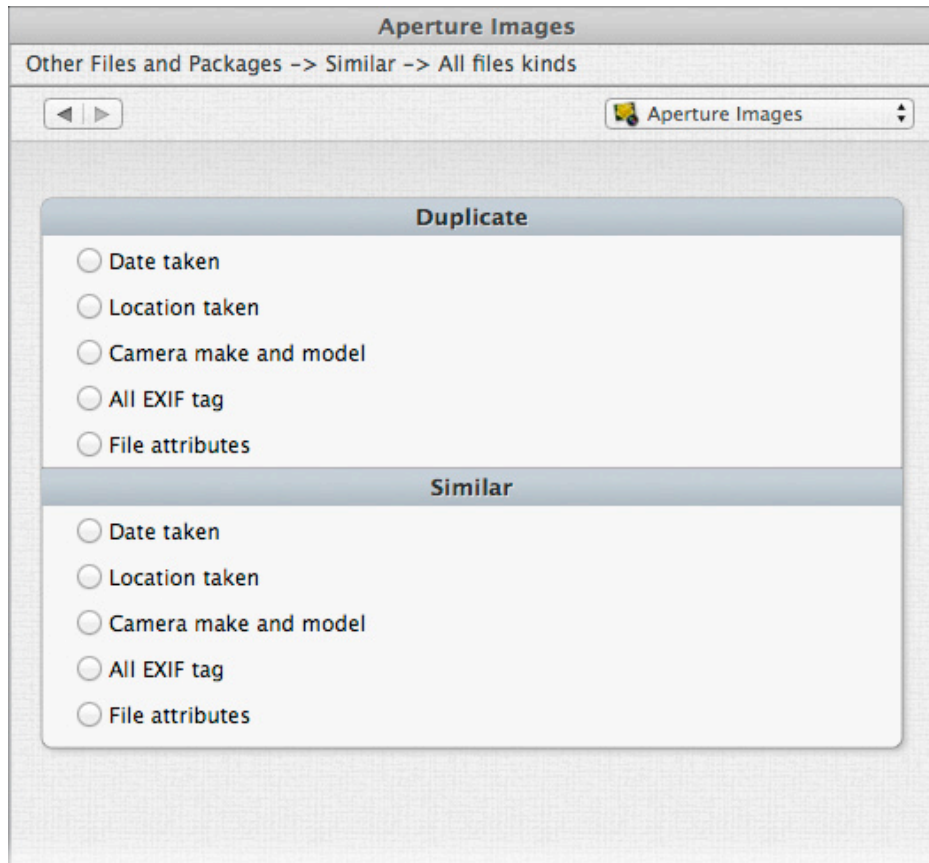 Aperture Images
Other Files and Packages -> Similar -> All files kinds
Aperture Images
Duplicate
Date taken
Location taken
Camera make and model
All EXIF tag
File attributes
Similar
Date taken
Location taken
Camera make and model
All EXIF tag
File attributes